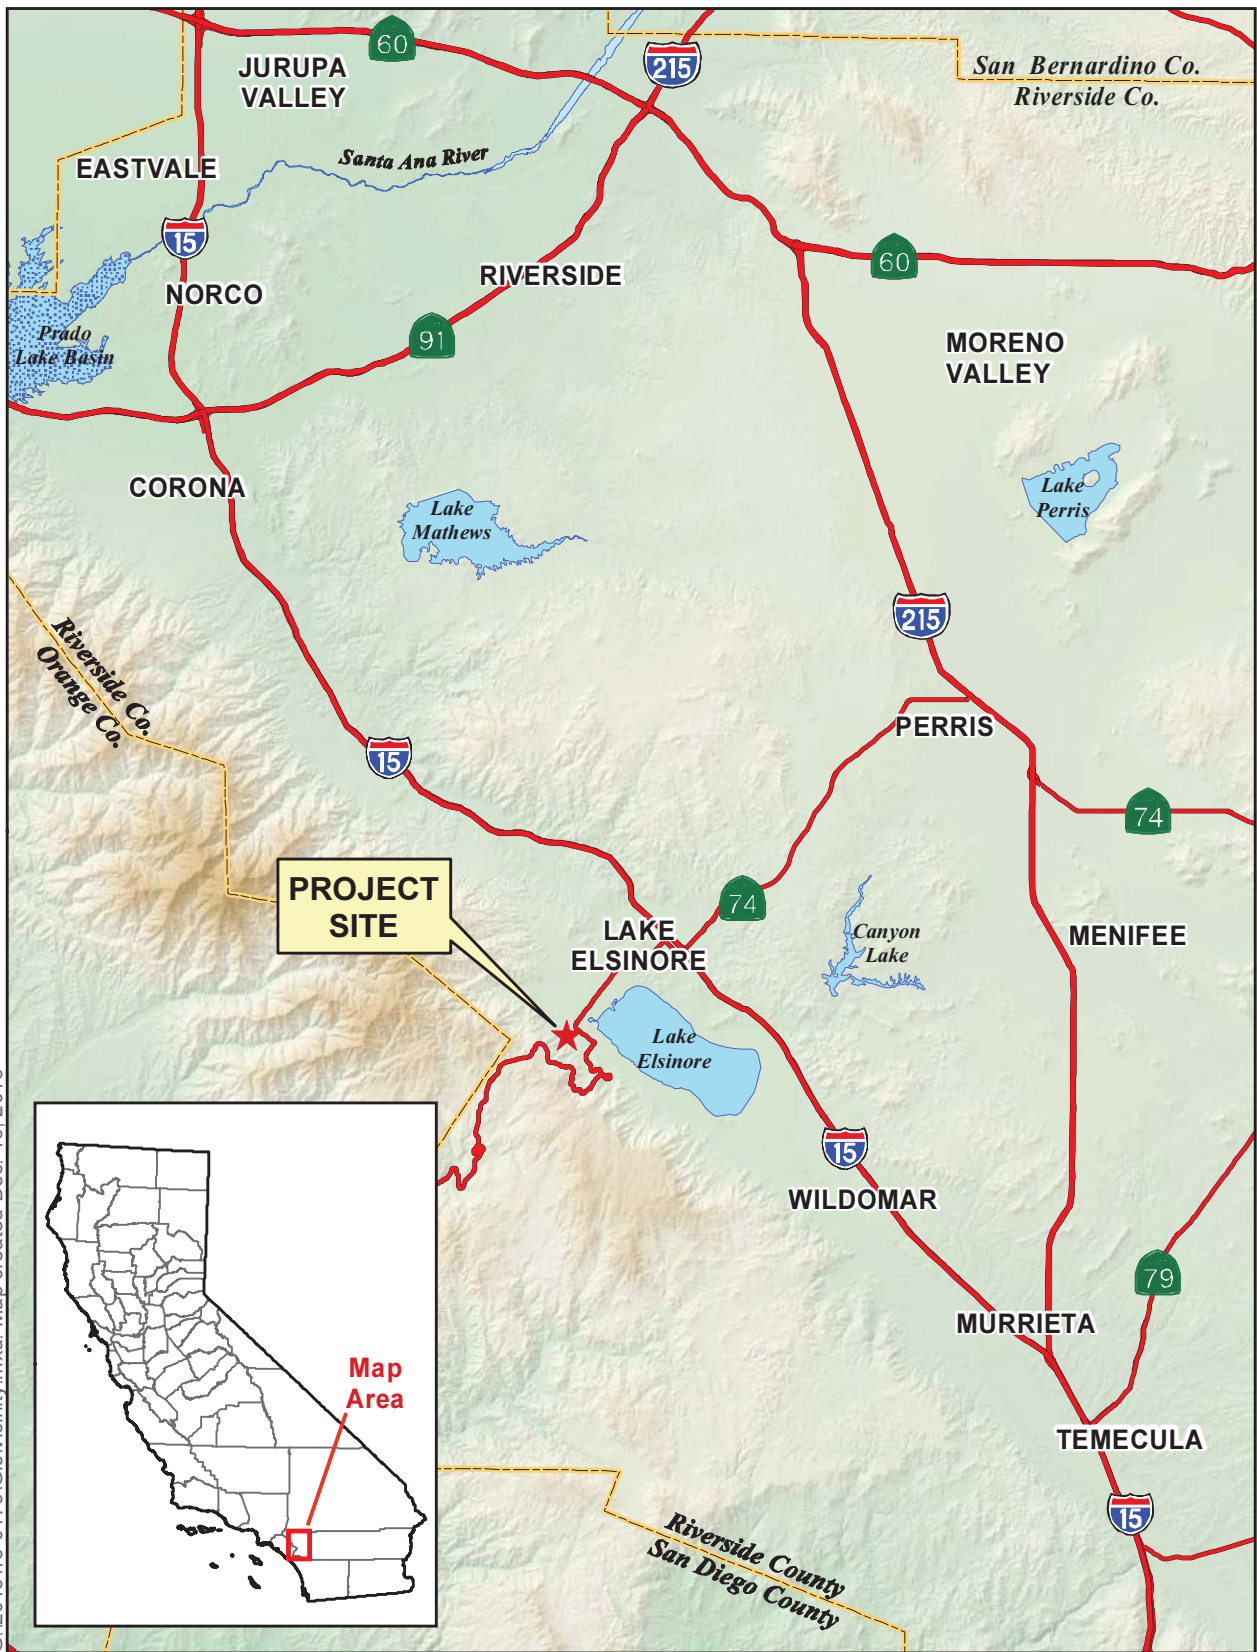 60
215
JURUPA
VALLEY
San Bernardino Co.
Riverside Co.
Santa Ana River
EASTVALE
15
RIVERSIDE
60
NORCO
91
Prado
Lake Basin
MORENO
VALLEY
CORONA
Lake
Mathews
Lake
Perris
215
Riverside Co.
Orange Co.
PERRIS
15
74
PROJECT
SITE
74
LAKE
ELSINORE
Canyon
Lake
MENIFEE
Lake
Elsinore
15
WILDOMAR
79
MURRIETA
Map
Area
TEMECULA
15
Riverside County
San Diego County